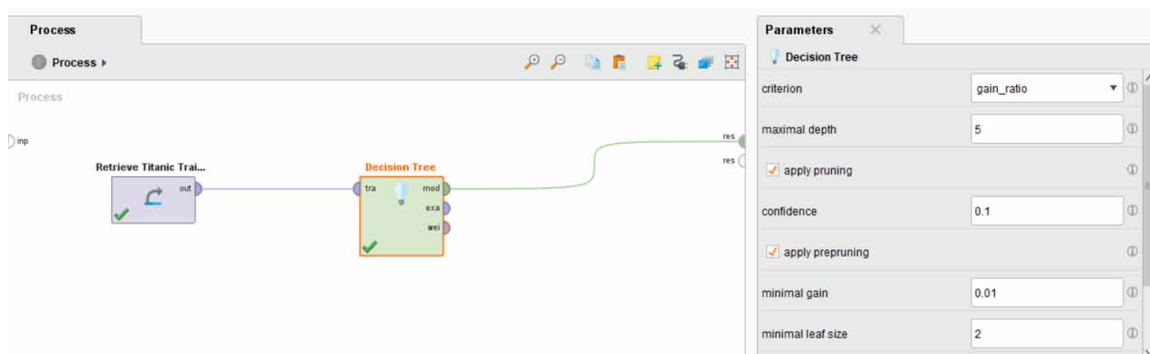 Process
Process
Process
inp
Retrieve Titanic Trai...
out
Decision Tree
tra
mod
exa
wei
res
res
Parameters
Decision Tree
criterion
gain_ratio
maximal depth
5
apply pruning
confidence
0.1
apply prepruning
minimal gain
0.01
minimal leaf size
2